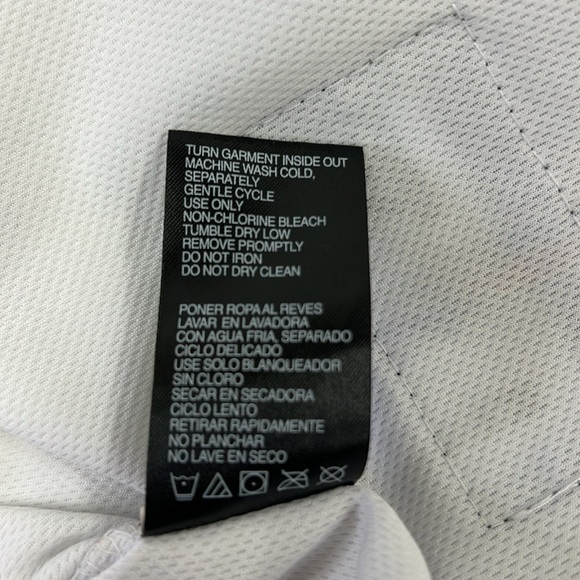 TURN GARMENT INSIDE OUT
MACHINE WASH COLD,
SEPARATELY
GENTLE CYCLE
USE ONLY
NON-CHLORINE BLEACH
TUMBLE DRY LOW
REMOVE PROMPTLY
DO NOT IRON
DO NOT DRY CLEAN
PONER ROPA AL REVES
LAVAR EN LAVADORA
CON AGUA FRIA, SEPARADO
CICLO DELICADO
USE SOLO BLANQUEADOR
SIN CLORO
SECAR EN SECADORA
CICLO LENTO
RETIRAR RAPIDAMENTE
NO PLANCHAR
NO LAVE EN SECO